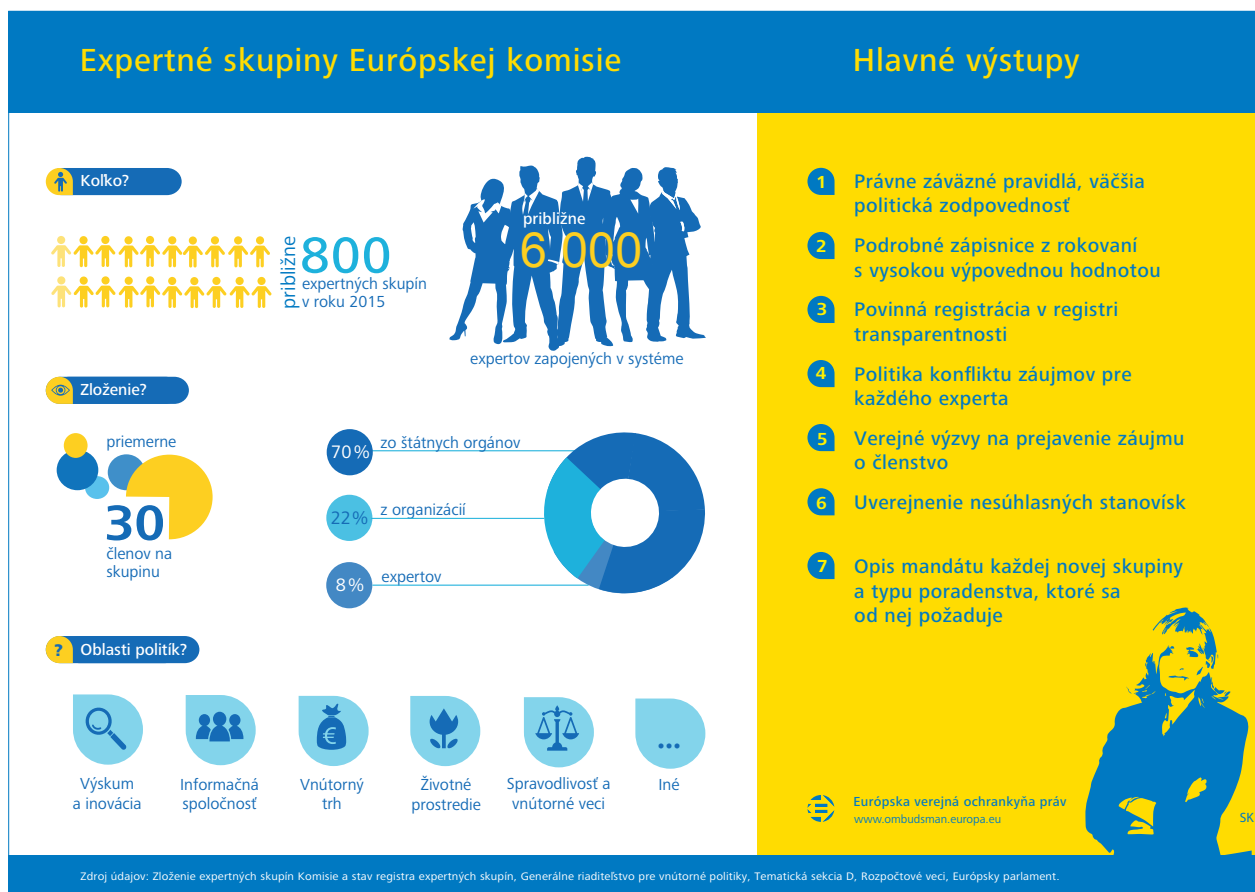 Expertné skupiny Európskej komisie
Koľko?
približne
800
expertných skupín
v roku 2015
približne
6 000
expertov zapojených v systéme
Zloženie?
priemerne
30
členov na
skupinu
70%
zo štátnych orgánov
22%
z organizácií
8%
expertov
?
Oblasti politík?
€
...
Výskum
a inovácia
Informačná
spoločnosť
Vnútorný
trh
Životné
prostredie
Spravodlivosť a
vnútorné veci
Iné
Hlavné výstupy
1
Právne záväzné pravidlá, väčšia
politická zodpovednosť
2
Podrobné zápisnice z rokovaní
s vysokou výpovednou hodnotou
3
Povinná registrácia v registri
transparentnosti
4
Politika konfliktu záujmov pre
každého experta
5
Verejné výzvy na prejavenie záujmu
o členstvo
6
Uverejnenie nesúhlasných stanovísk
7
Opis mandátu každej novej skupiny
a typu poradenstva, ktoré sa
od nej požaduje
Európska verejná ochrankyňa práv
www.ombudsman.europa.eu
SK
Zdroj údajov: Zloženie expertných skupín Komisie a stav registra expertných skupín, Generálne riaditeľstvo pre vnútorné politiky, Tematická sekcia D, Rozpočtové veci, Európsky parlament.